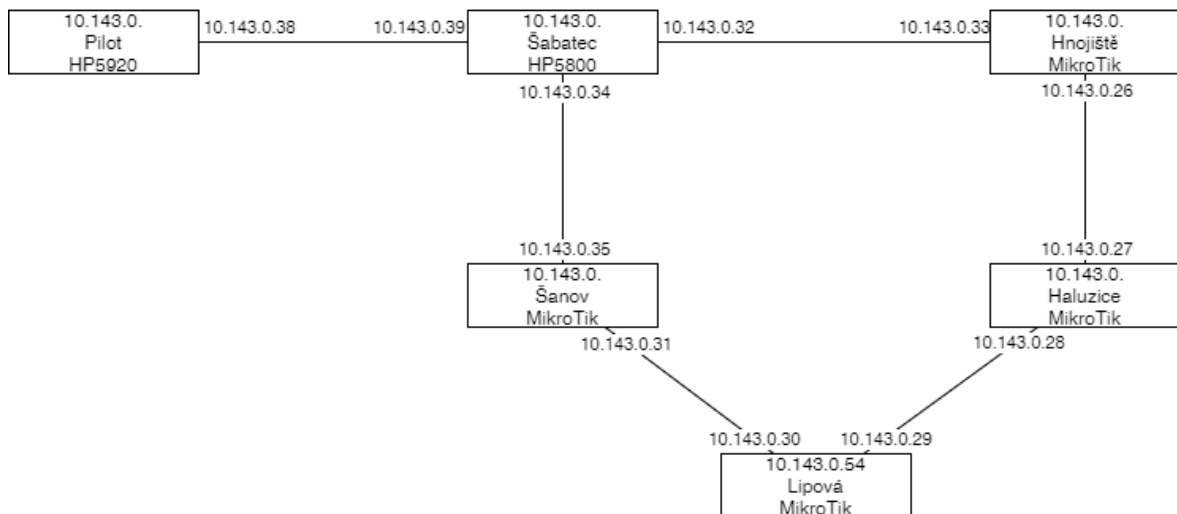 10.143.0.
Pilot
HP5920
10.143.0.38
10.143.0.39
10.143.0.
Šabatec
HP5800
10.143.0.32
10.143.0.33
10.143.0.
Hnojiště
MikroTik
10.143.0.34
10.143.0.26
10.143.0.35
10.143.0.27
10.143.0.
Šanov
MikroTik
10.143.0.
Haluzice
MikroTik
10.143.0.31
10.143.0.28
10.143.0.30
10.143.0.29
10.143.0.54
Lipová
MikroTik